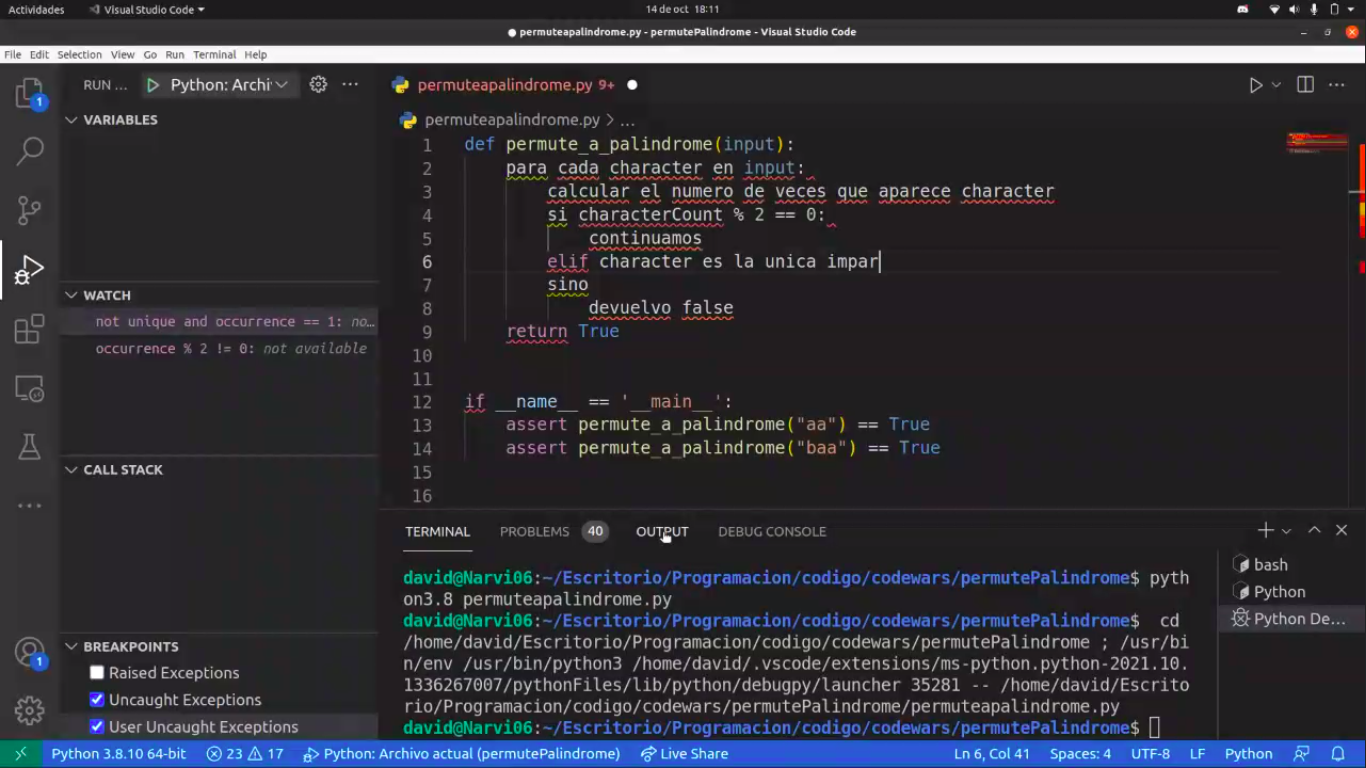 Actividades
Visual Studio Code
14 de oct 18:11
● permuteapalindrome.py - permutePalindrome - Visual Studio Code
File Edit Selection View Go Run Terminal Help
RUN ...
Python: Archi
permuteapalindrome.py 9+
permuteapalindrome.py > ...
VARIABLES
WATCH
not unique and occurrence == 1: no…
occurrence % 2 != 0: not available
CALL STACK
BREAKPOINTS
Raised Exceptions
Uncaught Exceptions
User Uncaught Exceptions
1
1
1 def permute_a_palindrome(input):
2 para cada character en input:
3 calcular el numero de veces que aparece character
4 si characterCount % 2 == 0:
5 continuamos
6 elif character es la unica impar
7 sino
8 devuelvo false
9 return True
10
11
12 if __name__ == '__main__':
13 assert permute_a_palindrome("aa") == True
14 assert permute_a_palindrome("baa") == True
15
16
TERMINAL PROBLEMS 40 OUTPUT DEBUG CONSOLE
david@Narvi06:~/Escritorio/Programacion/codigo/codewars/permutePalindrome$ pyth
on3.8 permuteapalindrome.py
david@Narvi06:~/Escritorio/Programacion/codigo/codewars/permutePalindrome$  cd
/home/david/Escritorio/Programacion/codigo/codewars/permutePalindrome ; /usr/bi
n/env /usr/bin/python3 /home/david/.vscode/extensions/ms-python.python-2021.10.
1336267007/pythonFiles/lib/python/debugpy/launcher 35281 -- /home/david/Escrito
rio/Programacion/codigo/codewars/permutePalindrome/permuteapalindrome.py
david@Narvi06:~/Escritorio/Programacion/codigo/codewars/permutePalindrome$
bash
Python
Python De...
Python 3.8.10 64-bit 23 17 Python: Archivo actual (permutePalindrome) Live Share Ln 6, Col 41 Spaces: 4 UTF-8 LF Python